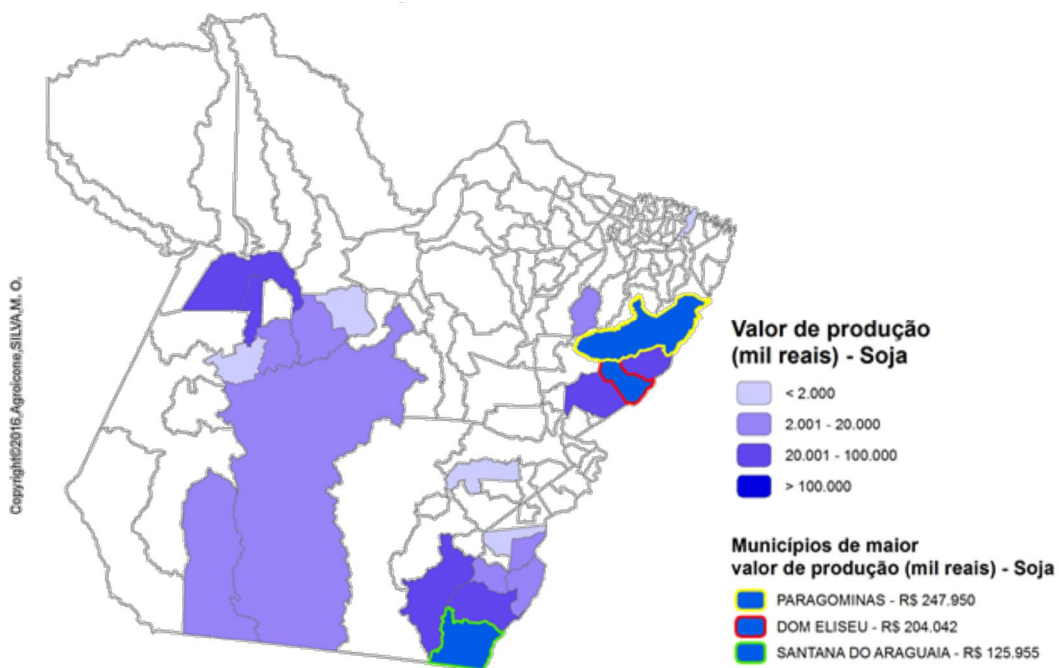 Copyright©2016,Agroicone,SILVA,M. O.
Valor de produção
(mil reais) - Soja
< 2.000
2.001 - 20.000
20.001 - 100.000
> 100.000
Municípios de maior
valor de produção (mil reais) - Soja
PARAGOMINAS - R$ 247.950
DOM ELISEU - R$ 204.042
SANTANA DO ARAGUAIA - R$ 125.955